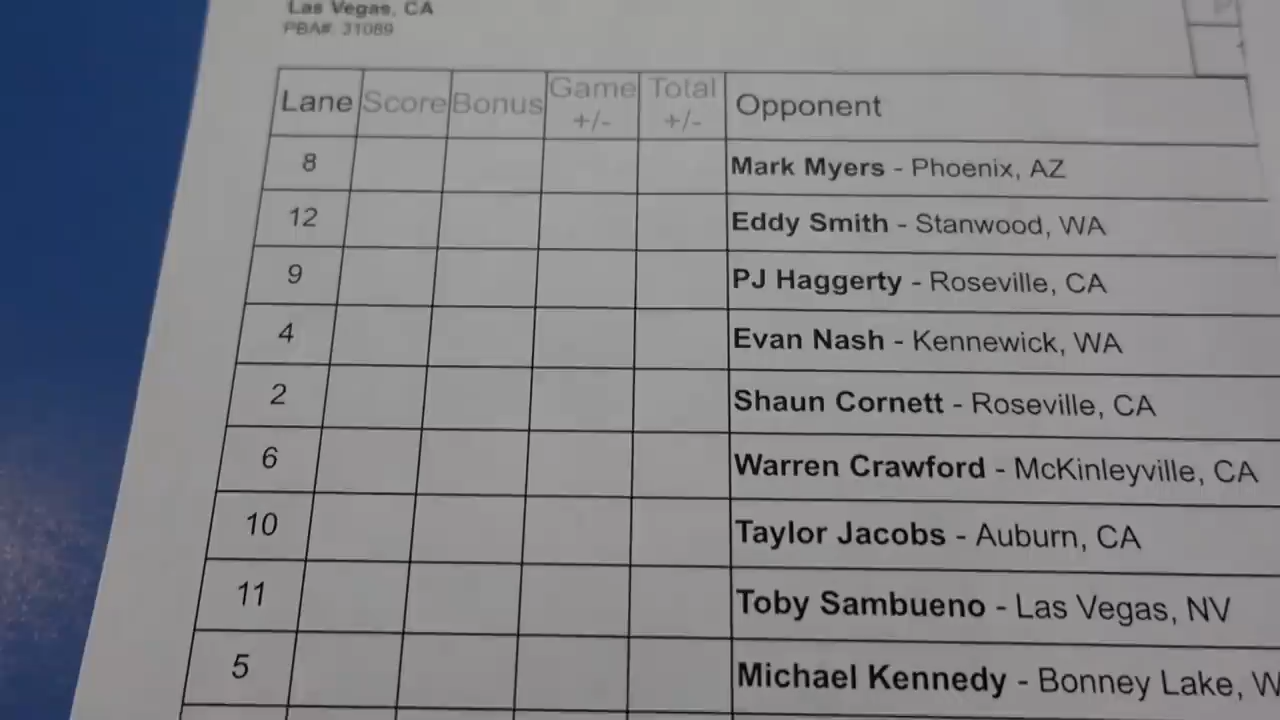 Las Vegas, CA
PBA#: 31089
Lane Score Bonus Game +/- Total +/- Opponent
8 Mark Myers - Phoenix, AZ
12 Eddy Smith - Stanwood, WA
9 PJ Haggerty - Roseville, CA
4 Evan Nash - Kennewick, WA
2 Shaun Cornett - Roseville, CA
6 Warren Crawford - McKinleyville, CA
10 Taylor Jacobs - Auburn, CA
11 Toby Sambueno - Las Vegas, NV
5 Michael Kennedy - Bonney Lake, W